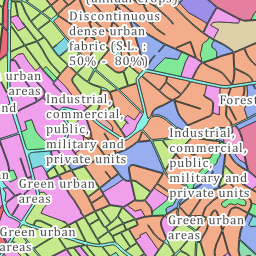 (annual crops)
Discontinuous
dense urban
fabric (S.L. :
50% - 80%)
urban
areas
Industrial,
commercial,
public,
military and
private units
Forest
Industrial,
commercial,
public,
military and
private units
Green urban
areas
Green urban
areas
Green urban
areas